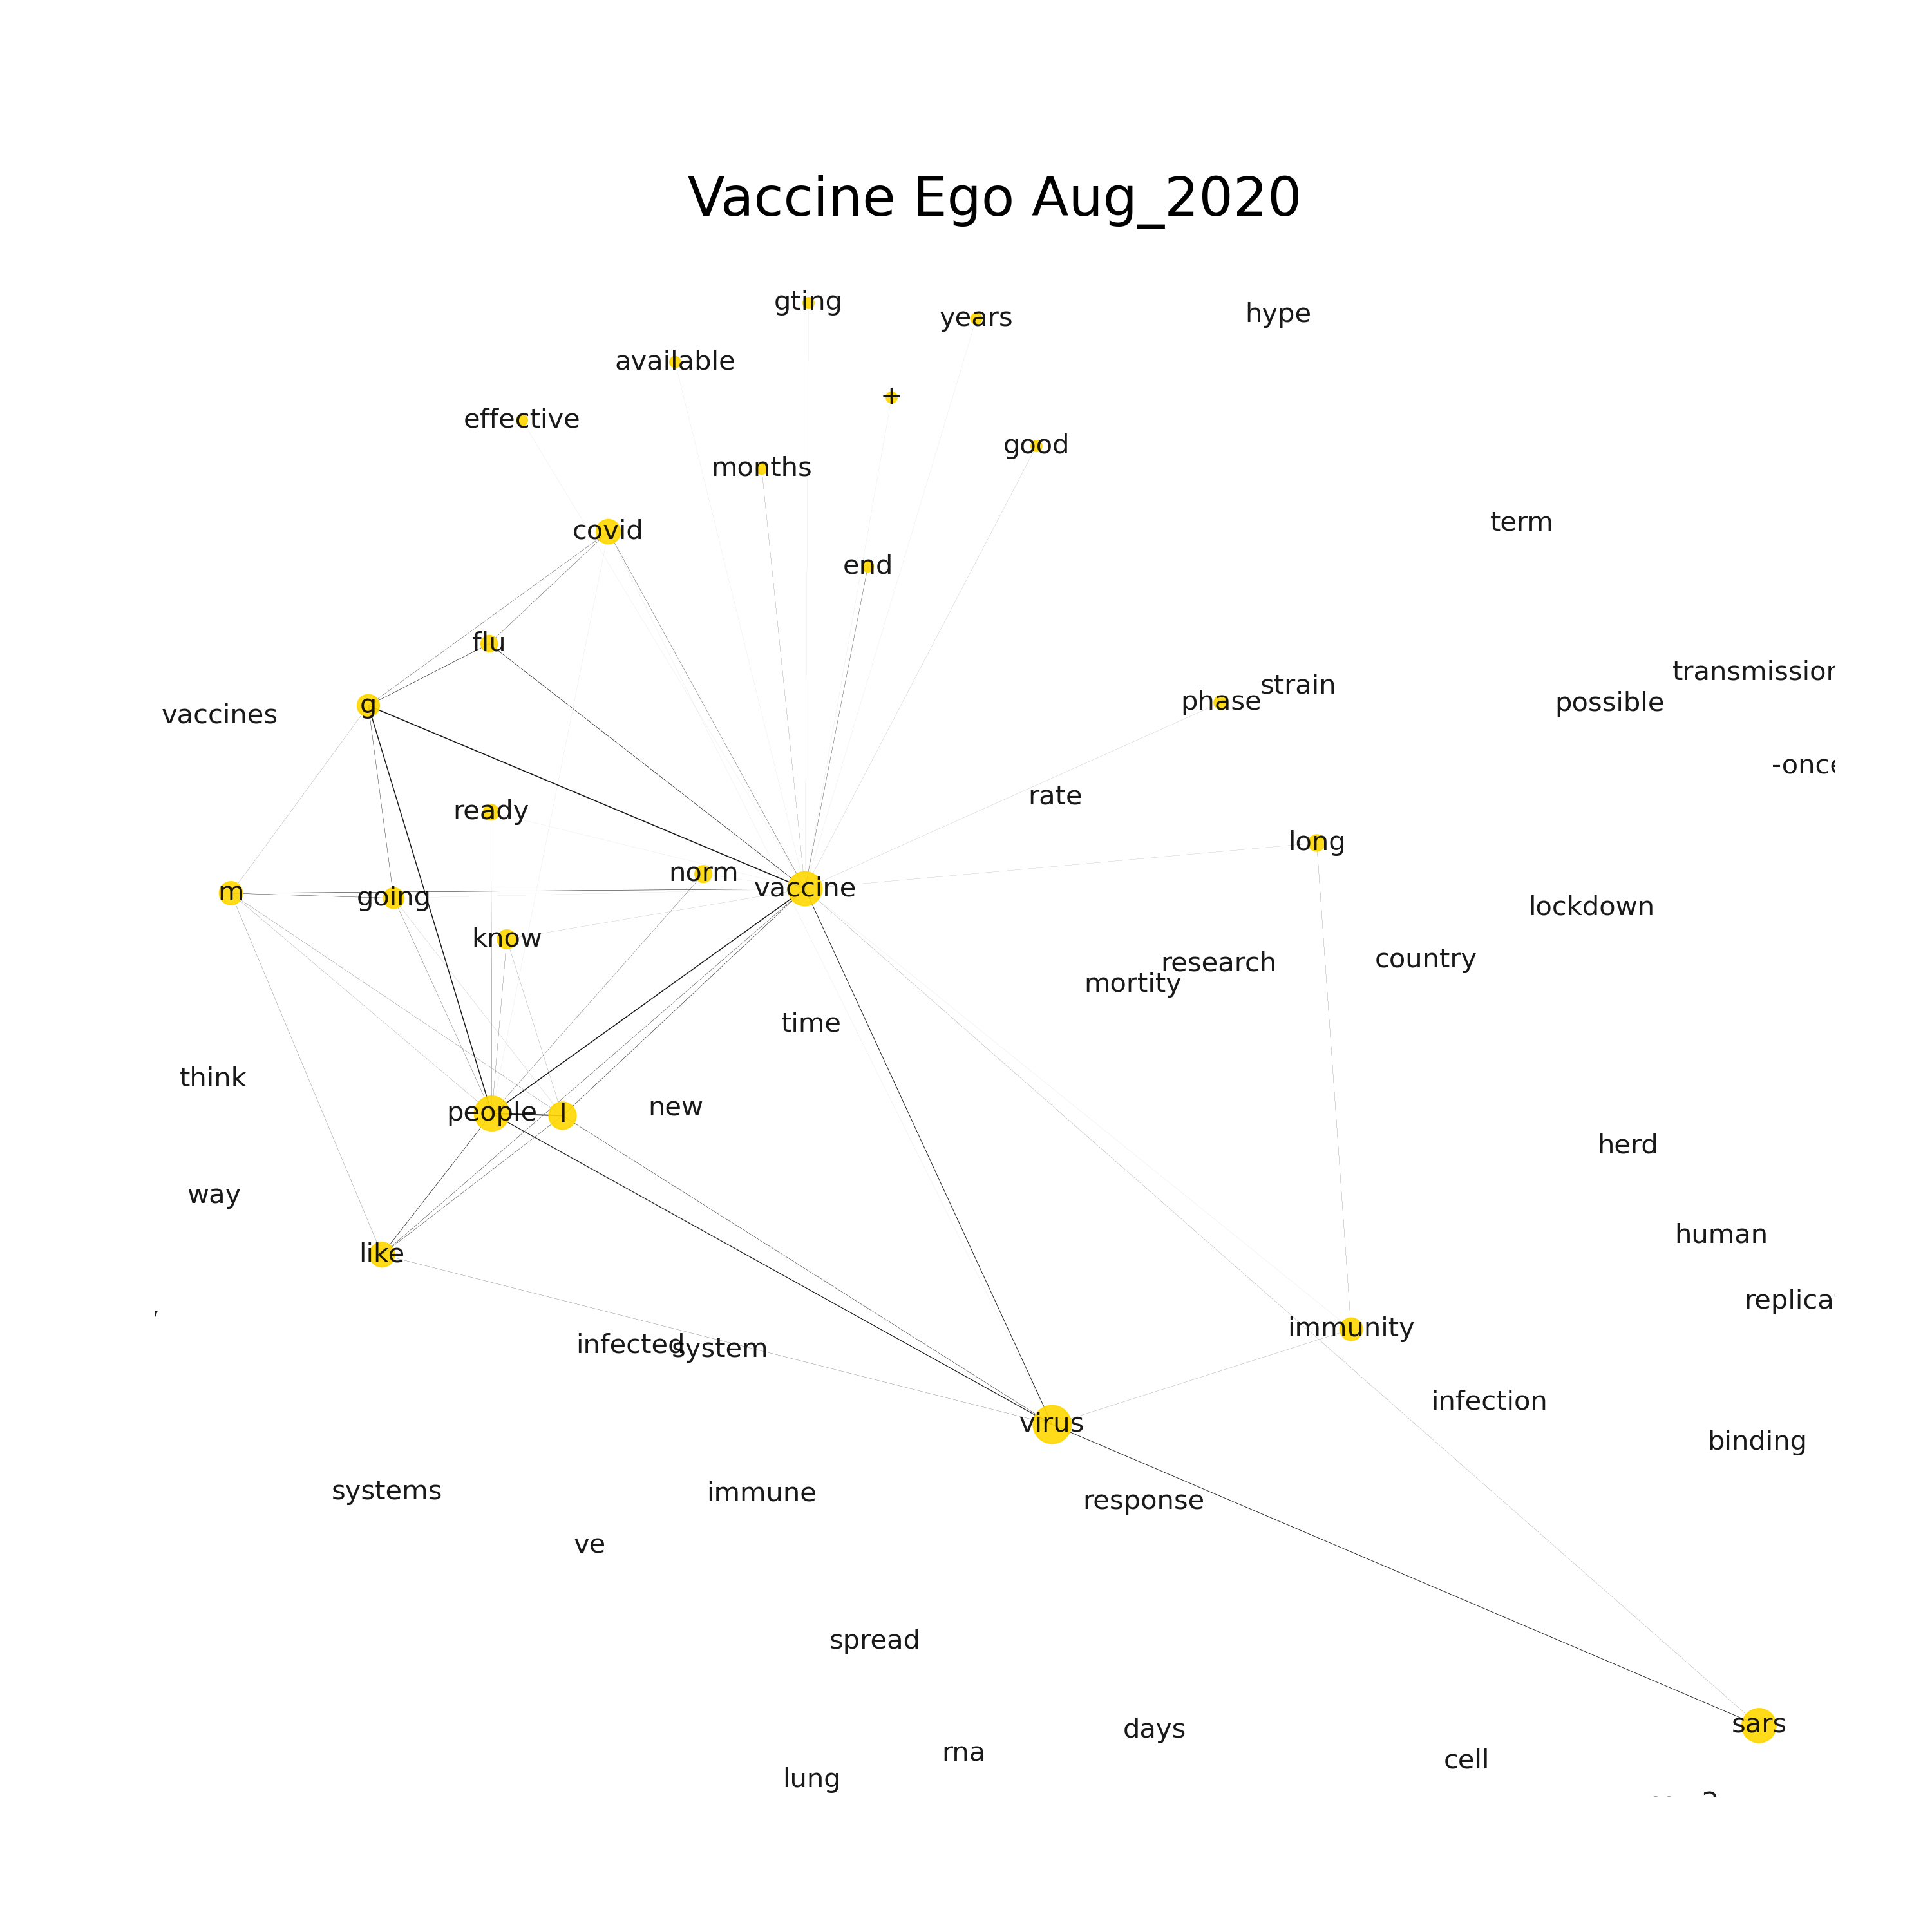 Vaccine Ego Aug_2020
gting
years
hype
available
+
effective
good
months
term
covid
end
flu
transmission
strain
phase
possible
g
vaccines
-once
rate
ready
long
norm
vaccine
m
going
lockdown
know
country
research
mortity
time
think
new
people
I
herd
way
human
like
replica
immunity
infected
system
infection
virus
binding
systems
immune
response
ve
spread
sars
days
rna
cell
lung